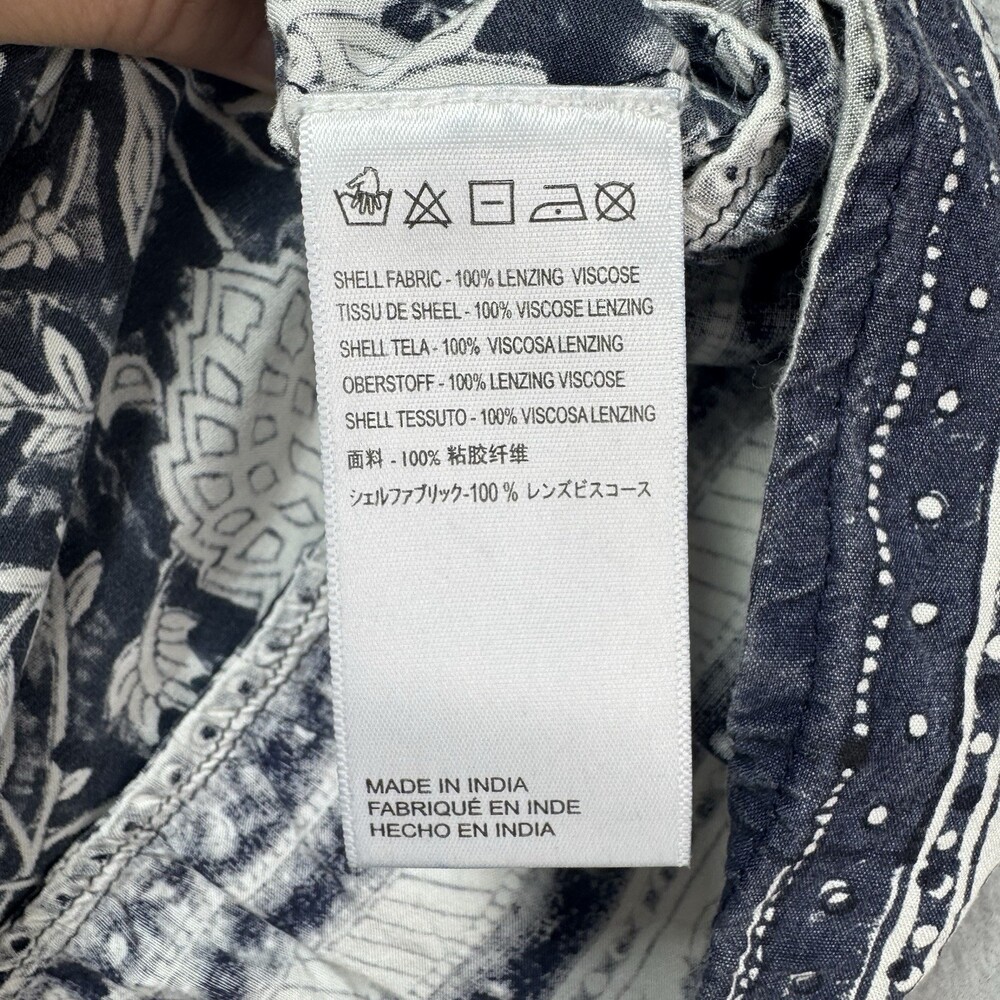 SHELL FABRIC - 100% LENZING VISCOSE
TISSU DE SHEEL - 100% VISCOSE LENZING
SHELL TELA - 100% VISCOSA LENZING
OBERSTOFF - 100% LENZING VISCOSE
SHELL TESSUTO - 100% VISCOSA LENZING
面料 - 100% 粘胶纤维
シェルファブリック-100 % レンズビスコース
MADE IN INDIA
FABRIQUÉ EN INDE
HECHO EN INDIA